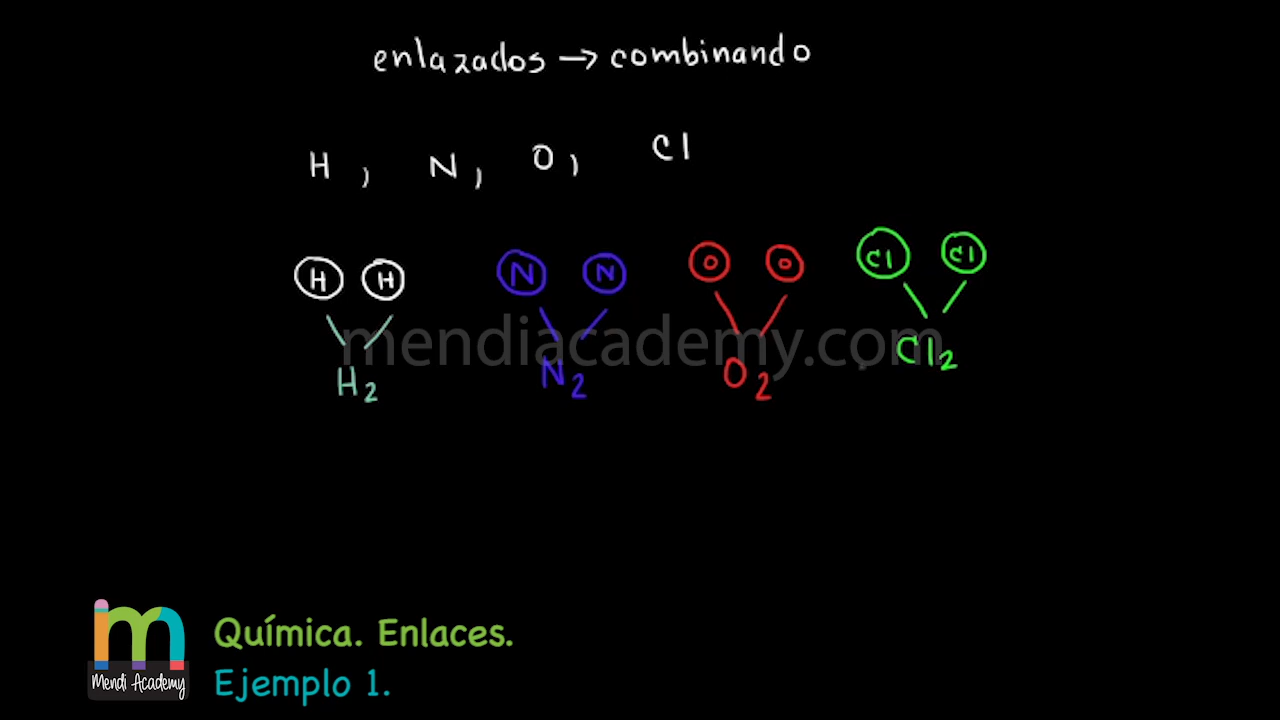 enlazados → combinando
H, N, O, Cl
H H N N O O Cl Cl
mendiacademy.com
H2 N2 O2 Cl2
Química. Enlaces.
Mendi Academy
Ejemplo 1.